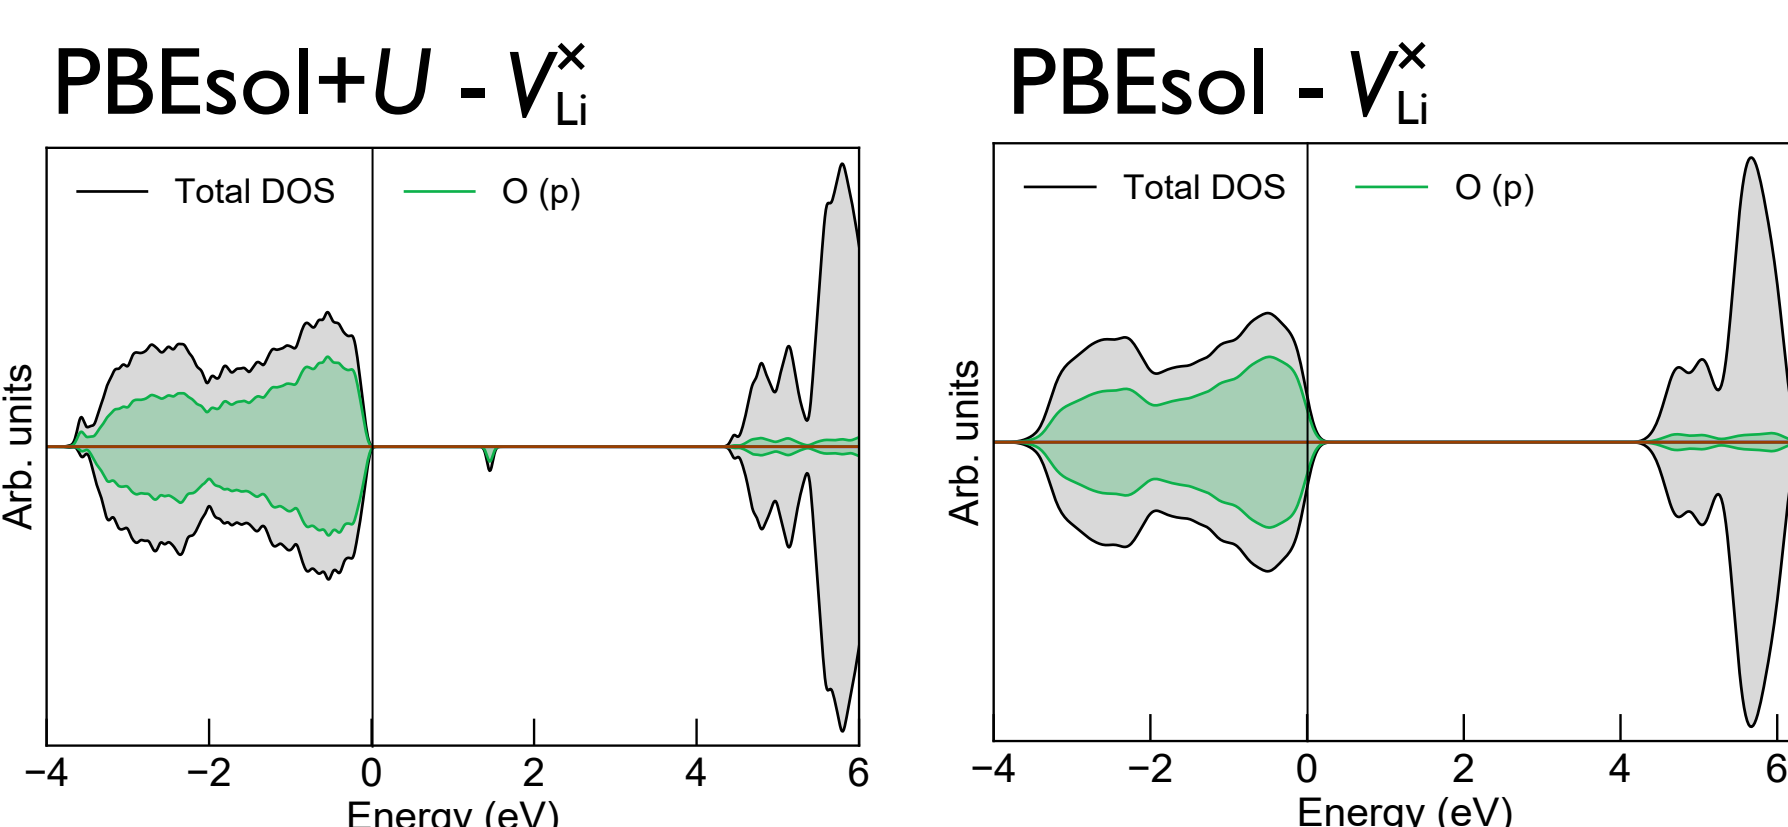 PBEsol+U - V×Li
Total DOS
O (p)
Arb. units
−4
−2
0
2
4
6
Energy (eV)
PBEsol - V×Li
Total DOS
O (p)
Arb. units
−4
−2
0
2
4
6
Energy (eV)